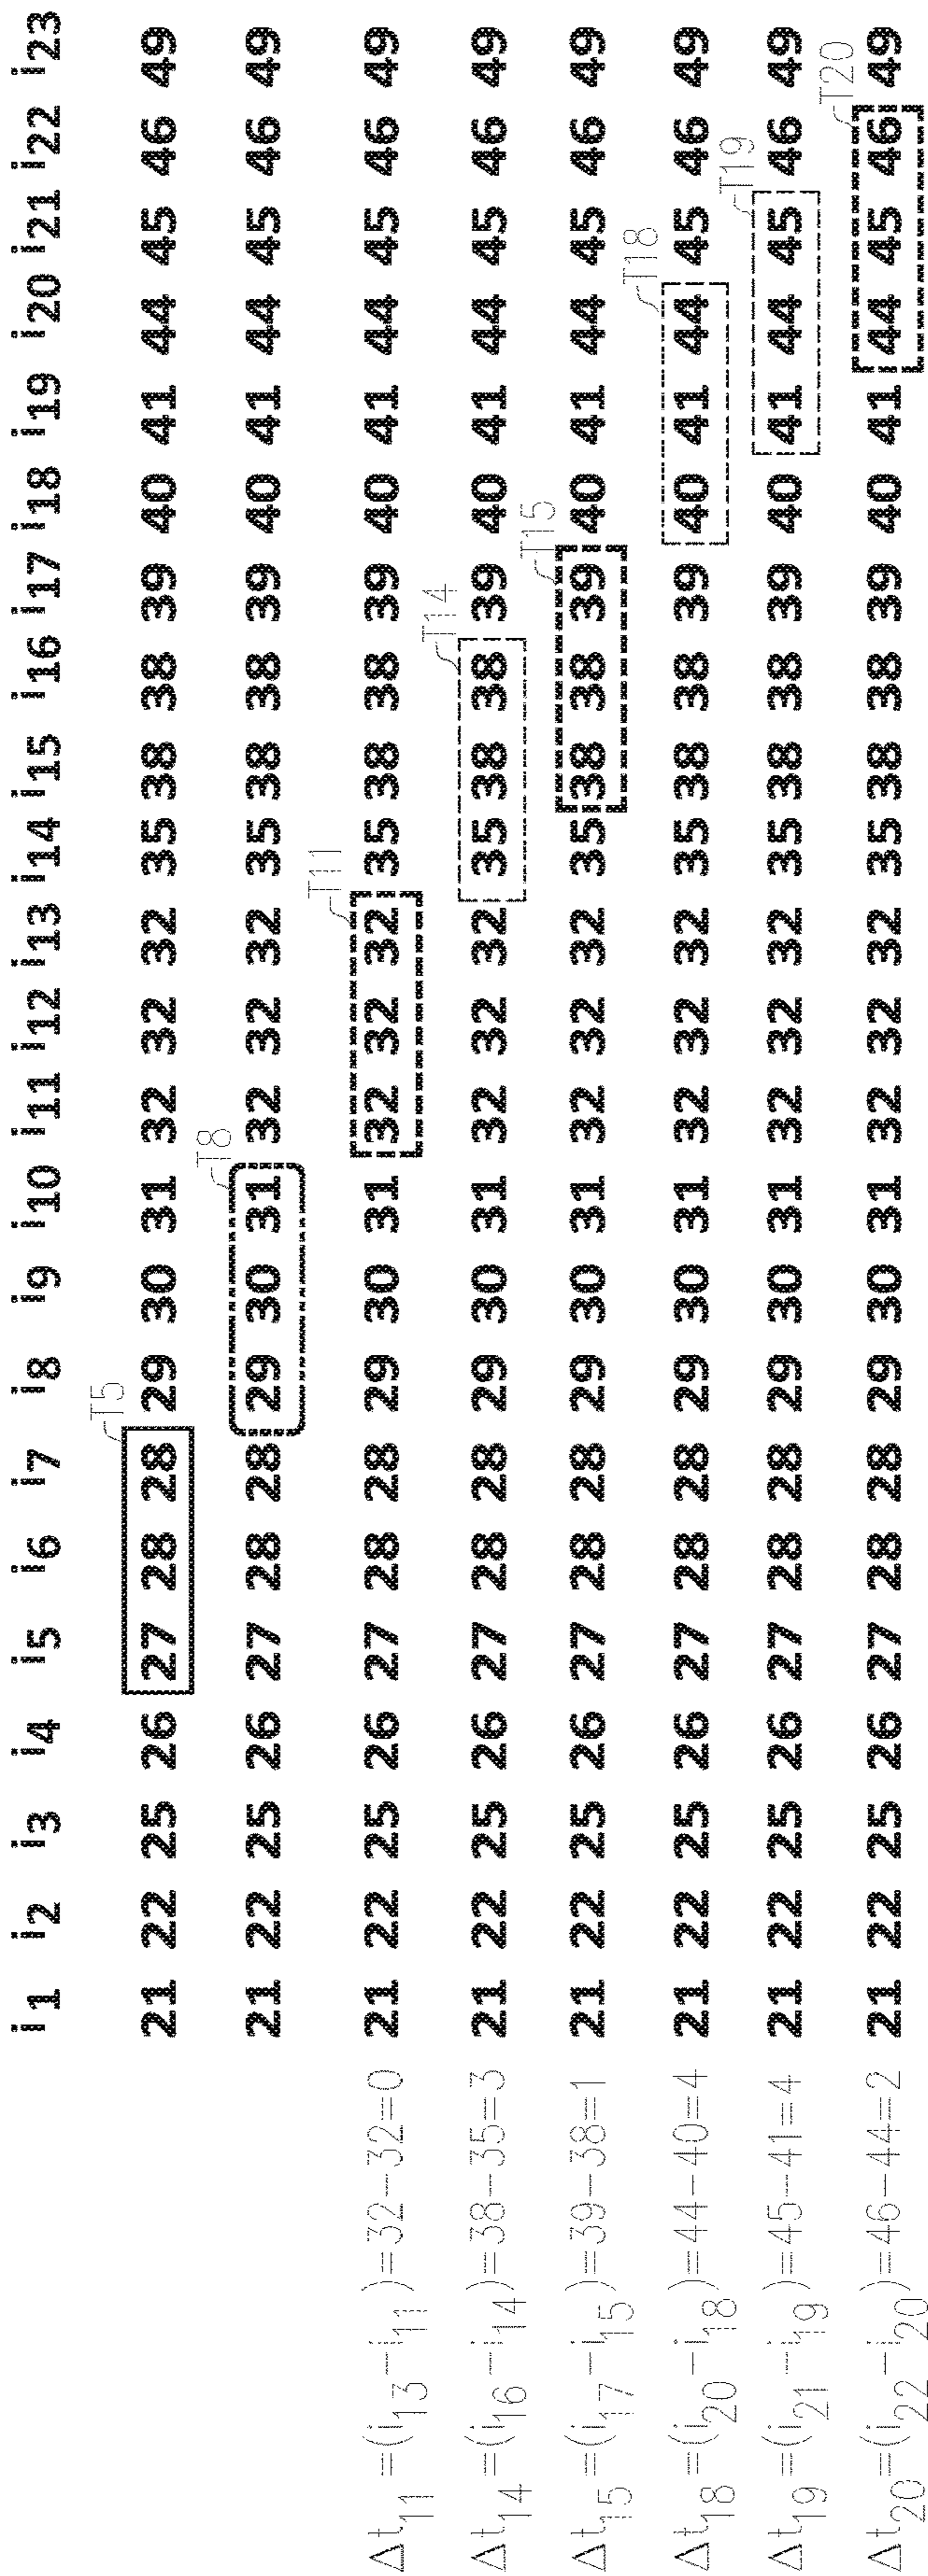 i1 i2 i3 i4 i5 i6 i7 i8 i9 i10 i11 i12 i13 i14 i15 i16 i17 i18 i19 i20 i21 i22 i23
T5
21 22 25 26 27 28 28 29 30 31 32 32 32 35 38 38 39 40 41 44 45 46 49
T8
21 22 25 26 27 28 28 29 30 31 32 32 32 35 38 38 39 40 41 44 45 46 49
T11
Δt11=(i13−i11)=32−32=0 21 22 25 26 27 28 28 29 30 31 32 32 32 35 38 38 39 40 41 44 45 46 49
T14
Δt14=(i16−i14)=38−35=3 21 22 25 26 27 28 28 29 30 31 32 32 32 35 38 38 39 40 41 44 45 46 49
T15
Δt15=(i17−i15)=39−38=1 21 22 25 26 27 28 28 29 30 31 32 32 32 35 38 38 39 40 41 44 45 46 49
T18
Δt18=(i20−i18)=44−40=4 21 22 25 26 27 28 28 29 30 31 32 32 32 35 38 38 39 40 41 44 45 46 49
T19
Δt19=(i21−i19)=45−41=4 21 22 25 26 27 28 28 29 30 31 32 32 32 35 38 38 39 40 41 44 45 46 49
T20
Δt20=(i22−i20)=46−44=2 21 22 25 26 27 28 28 29 30 31 32 32 32 35 38 38 39 40 41 44 45 46 49